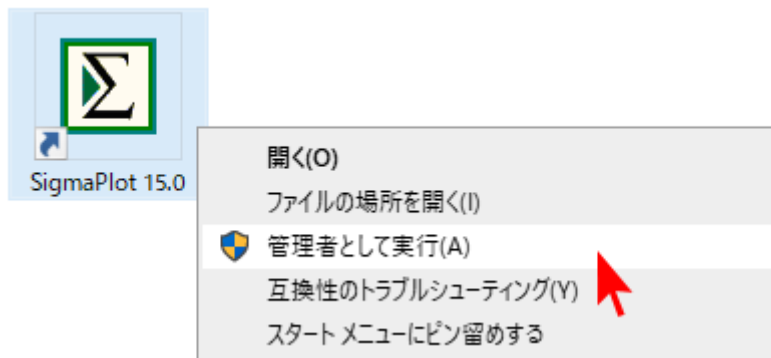 SigmaPlot 15.0
開く(O)
ファイルの場所を開く(I)
管理者として実行(A)
互換性のトラブルシューティング(Y)
スタート メニューにピン留めする